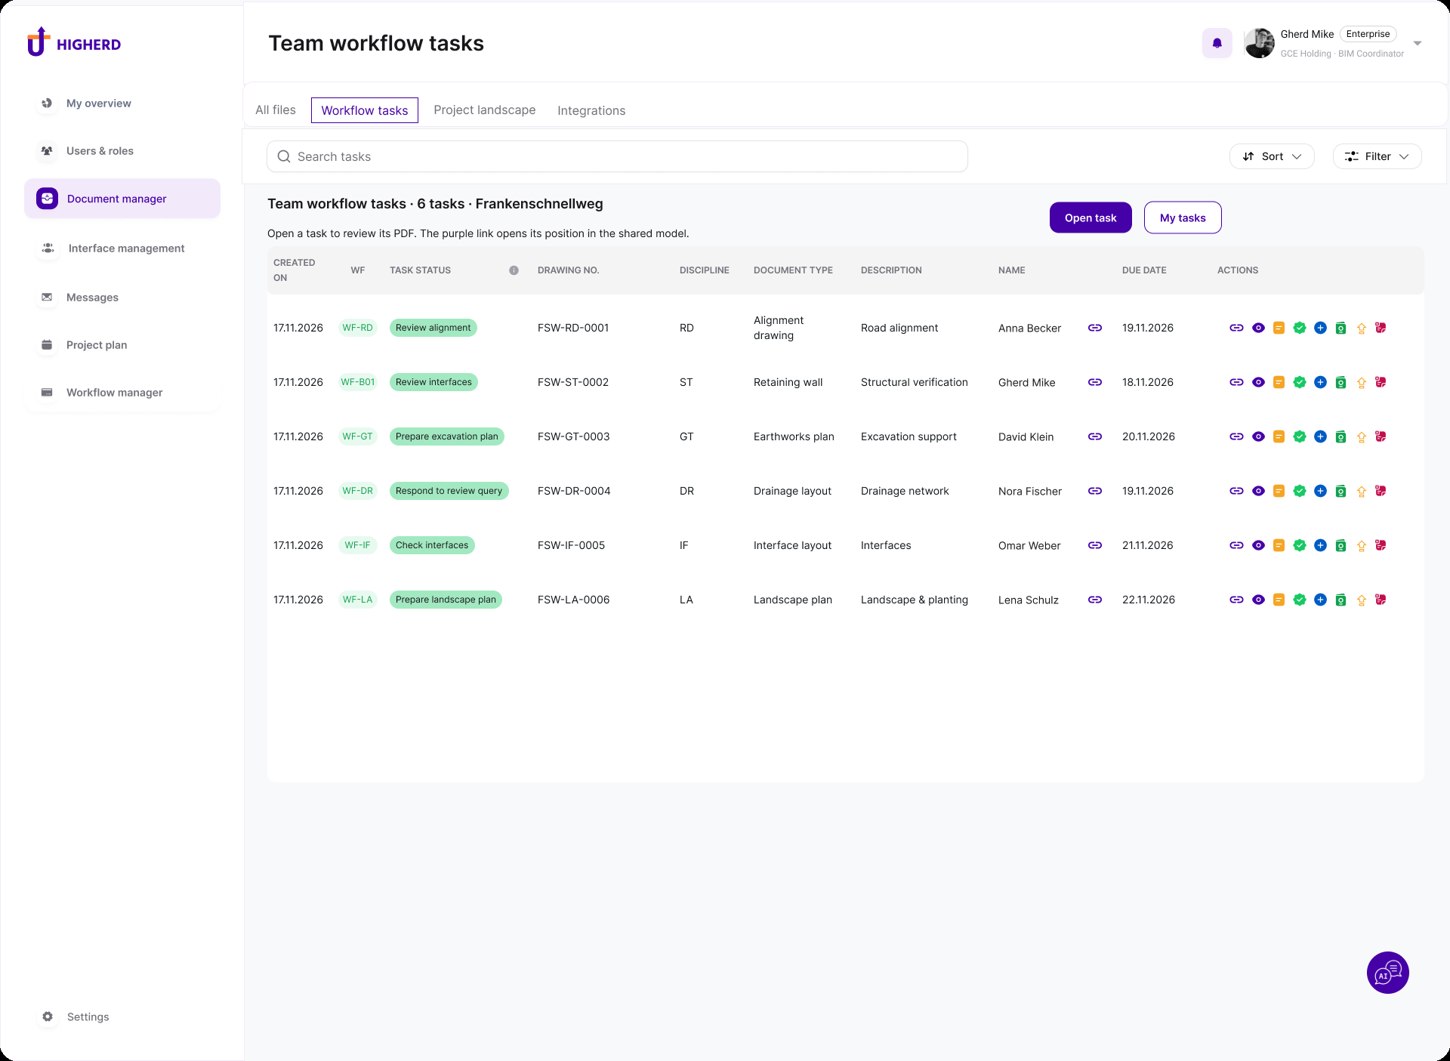 HIGHERD
Team workflow tasks
Gherd Mike Enterprise
GCE Holding · BIM Coordinator
My overview
Users & roles
Document manager
Interface management
Messages
Project plan
Workflow manager
Settings
All files Workflow tasks Project landscape Integrations
Search tasks Sort Filter
Team workflow tasks · 6 tasks · Frankenschnellweg
Open a task to review its PDF. The purple link opens its position in the shared model.
Open task My tasks
CREATED ON WF TASK STATUS DRAWING NO. DISCIPLINE DOCUMENT TYPE DESCRIPTION NAME DUE DATE ACTIONS
17.11.2026 WF-RD Review alignment FSW-RD-0001 RD Alignment drawing Road alignment Anna Becker 19.11.2026
17.11.2026 WF-B01 Review interfaces FSW-ST-0002 ST Retaining wall Structural verification Gherd Mike 18.11.2026
17.11.2026 WF-GT Prepare excavation plan FSW-GT-0003 GT Earthworks plan Excavation support David Klein 20.11.2026
17.11.2026 WF-DR Respond to review query FSW-DR-0004 DR Drainage layout Drainage network Nora Fischer 19.11.2026
17.11.2026 WF-IF Check interfaces FSW-IF-0005 IF Interface layout Interfaces Omar Weber 21.11.2026
17.11.2026 WF-LA Prepare landscape plan FSW-LA-0006 LA Landscape plan Landscape & planting Lena Schulz 22.11.2026
AI